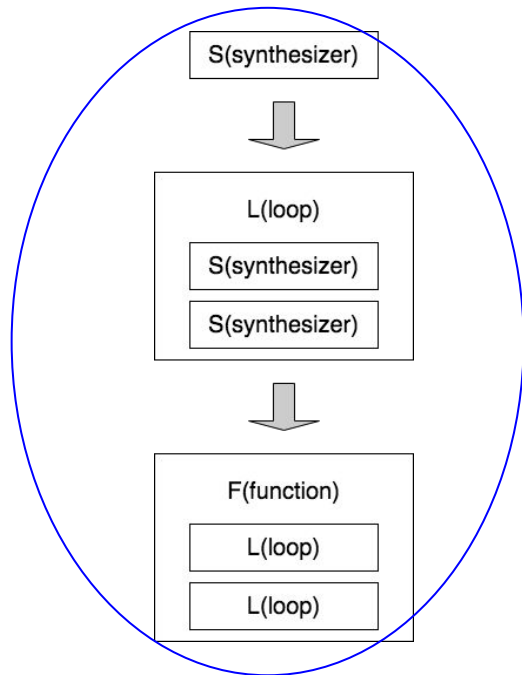 S(synthesizer)
L(loop)
S(synthesizer)
S(synthesizer)
F(function)
L(loop)
L(loop)